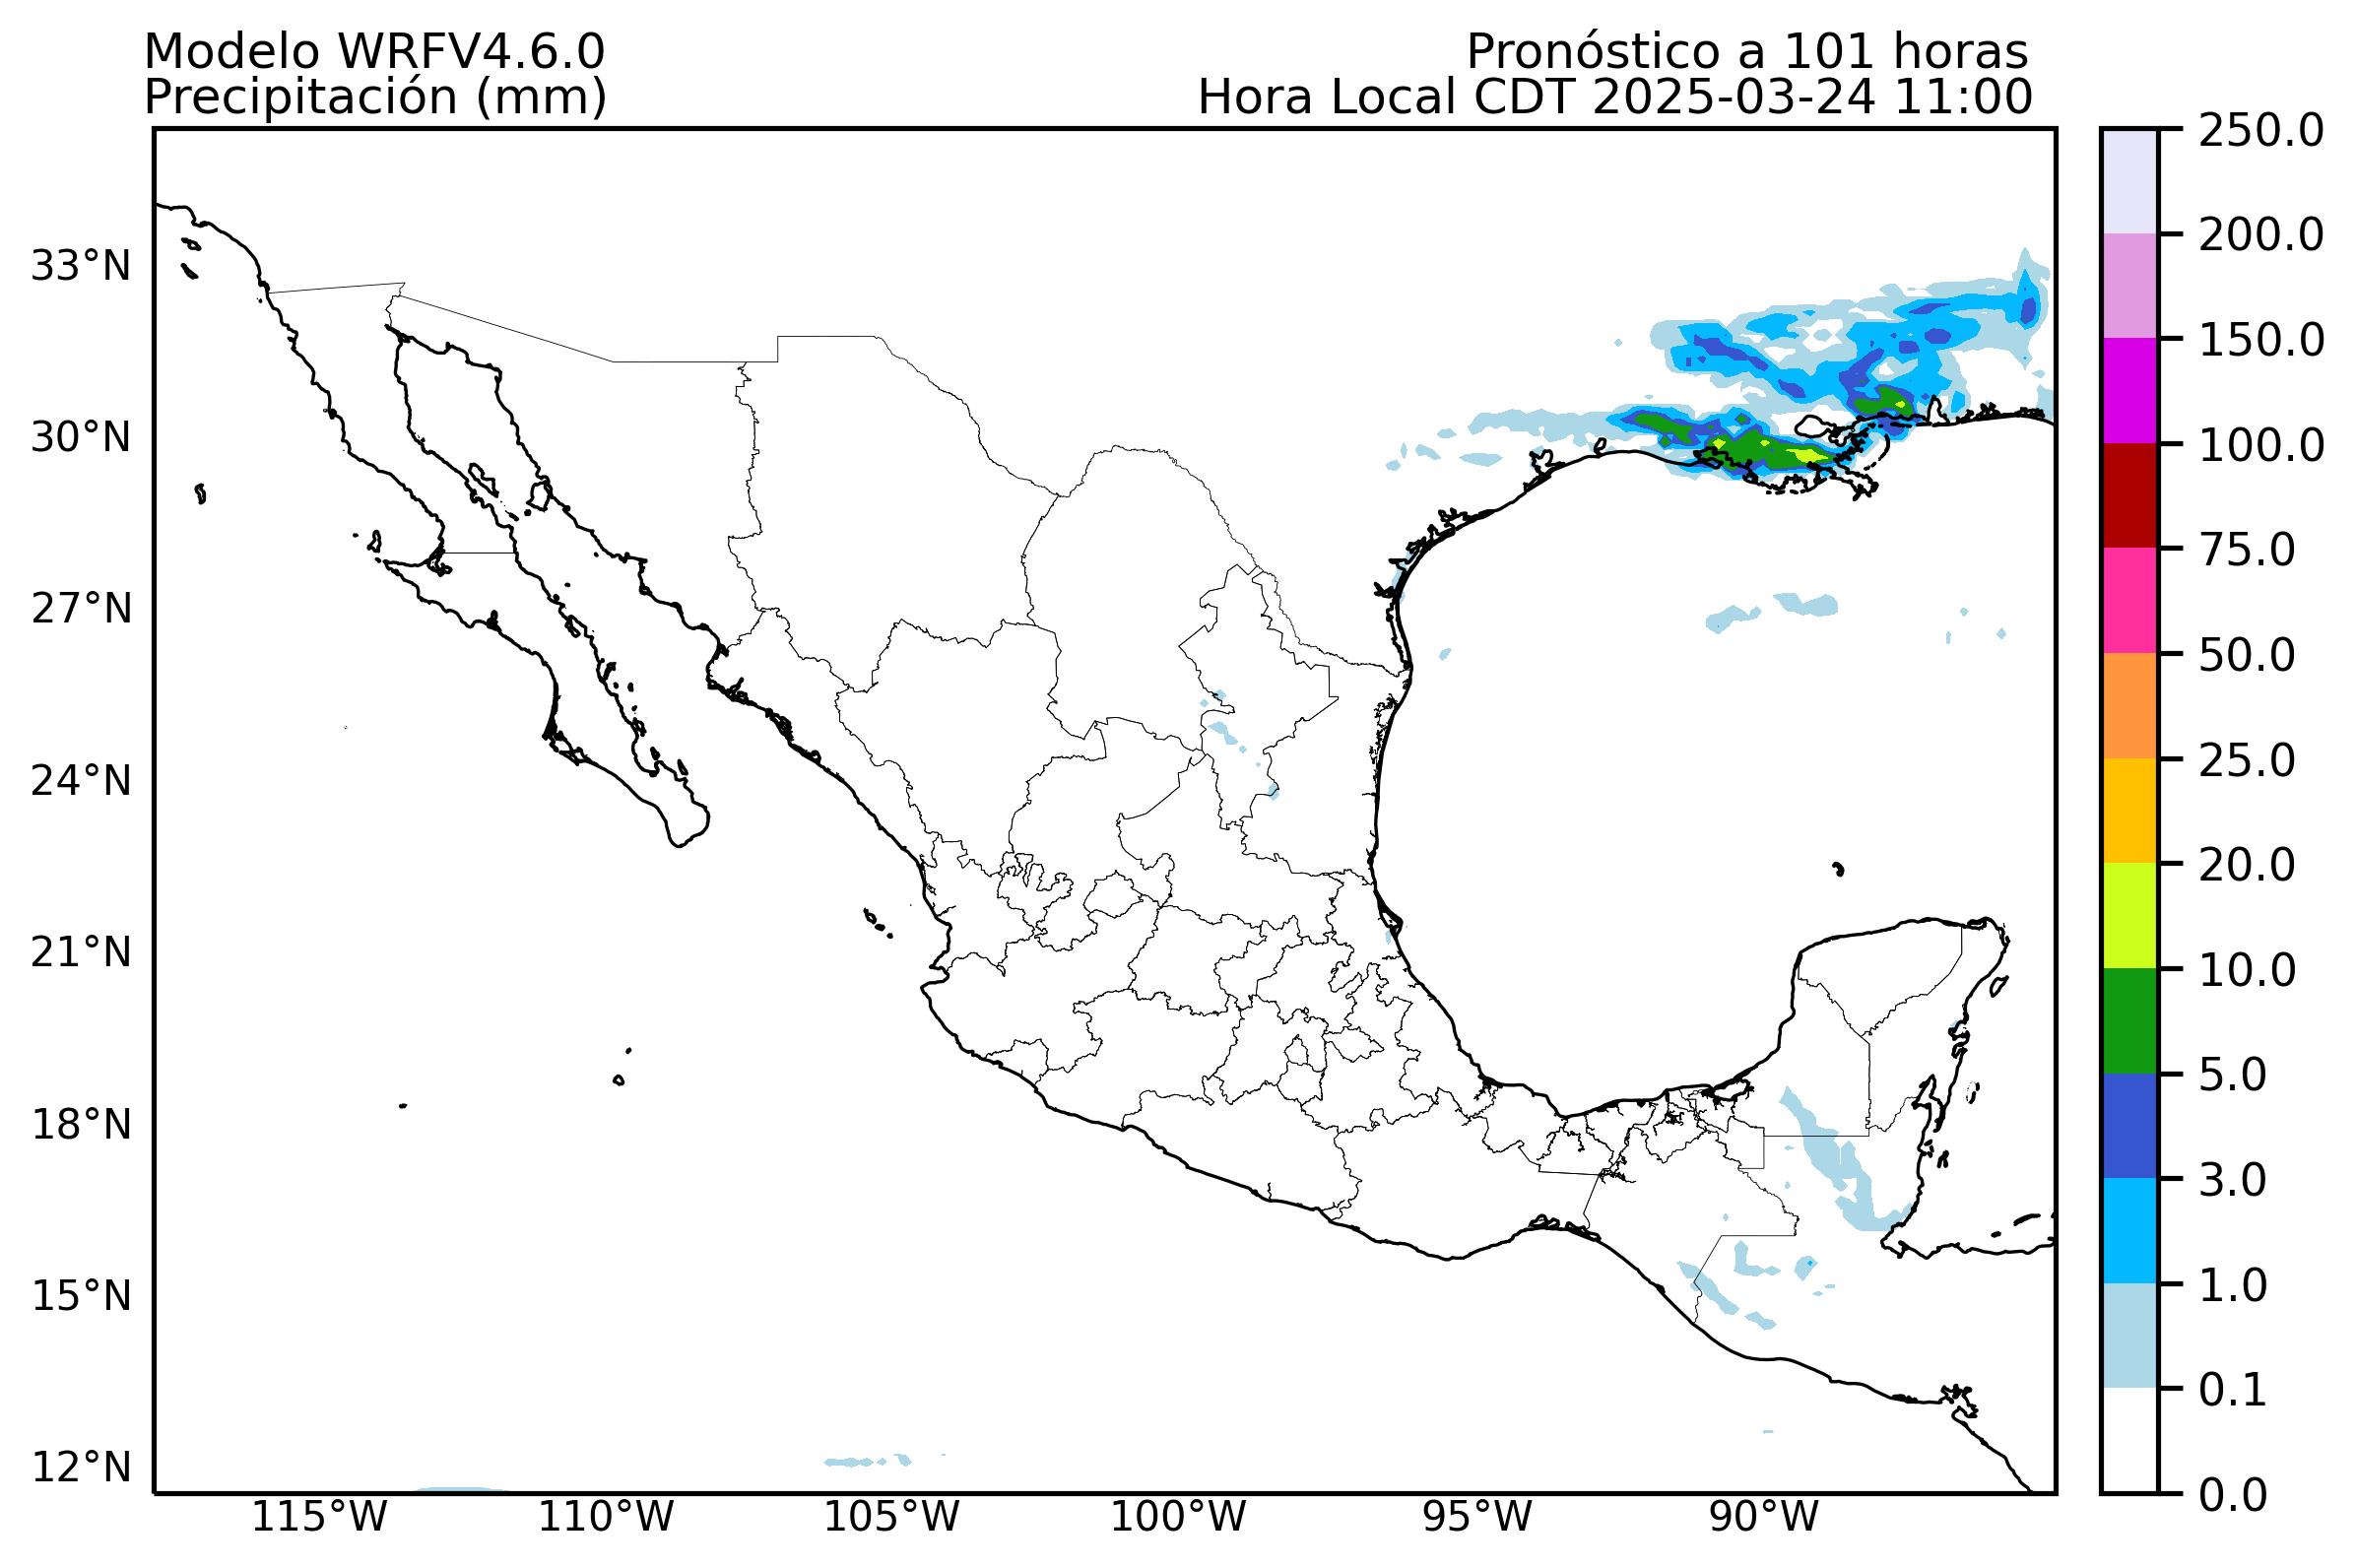 Modelo WRFV4.6.0
Precipitación (mm)
Pronóstico a 101 horas
Hora Local CDT 2025-03-24 11:00
33°N
30°N
27°N
24°N
21°N
18°N
15°N
12°N
115°W
110°W
105°W
100°W
95°W
90°W
250.0
200.0
150.0
100.0
75.0
50.0
25.0
20.0
10.0
5.0
3.0
1.0
0.1
0.0